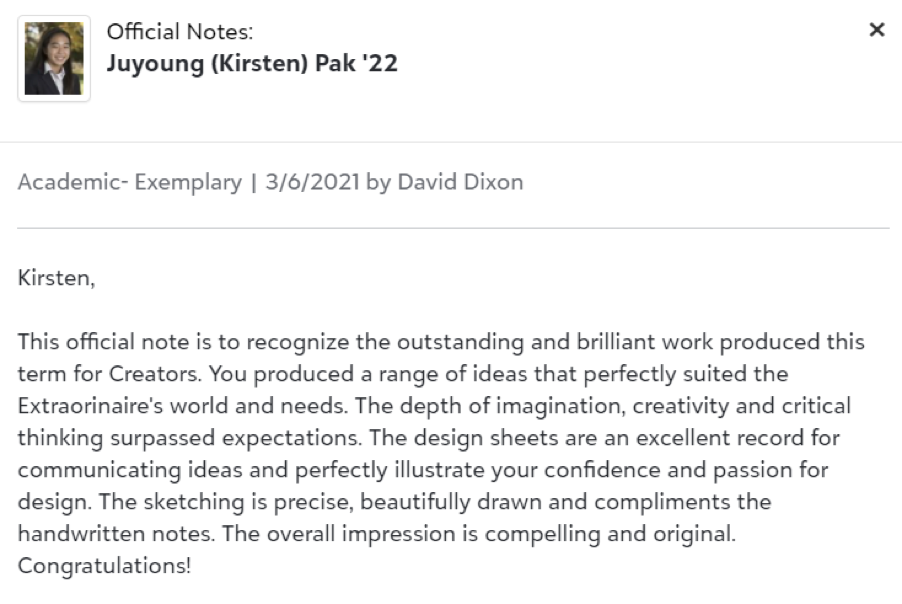 Official Notes:
Juyoung (Kirsten) Pak '22
Academic- Exemplary | 3/6/2021 by David Dixon
Kirsten,
This official note is to recognize the outstanding and brilliant work produced this
term for Creators. You produced a range of ideas that perfectly suited the
Extraorinaire's world and needs. The depth of imagination, creativity and critical
thinking surpassed expectations. The design sheets are an excellent record for
communicating ideas and perfectly illustrate your confidence and passion for
design. The sketching is precise, beautifully drawn and compliments the
handwritten notes. The overall impression is compelling and original.
Congratulations!